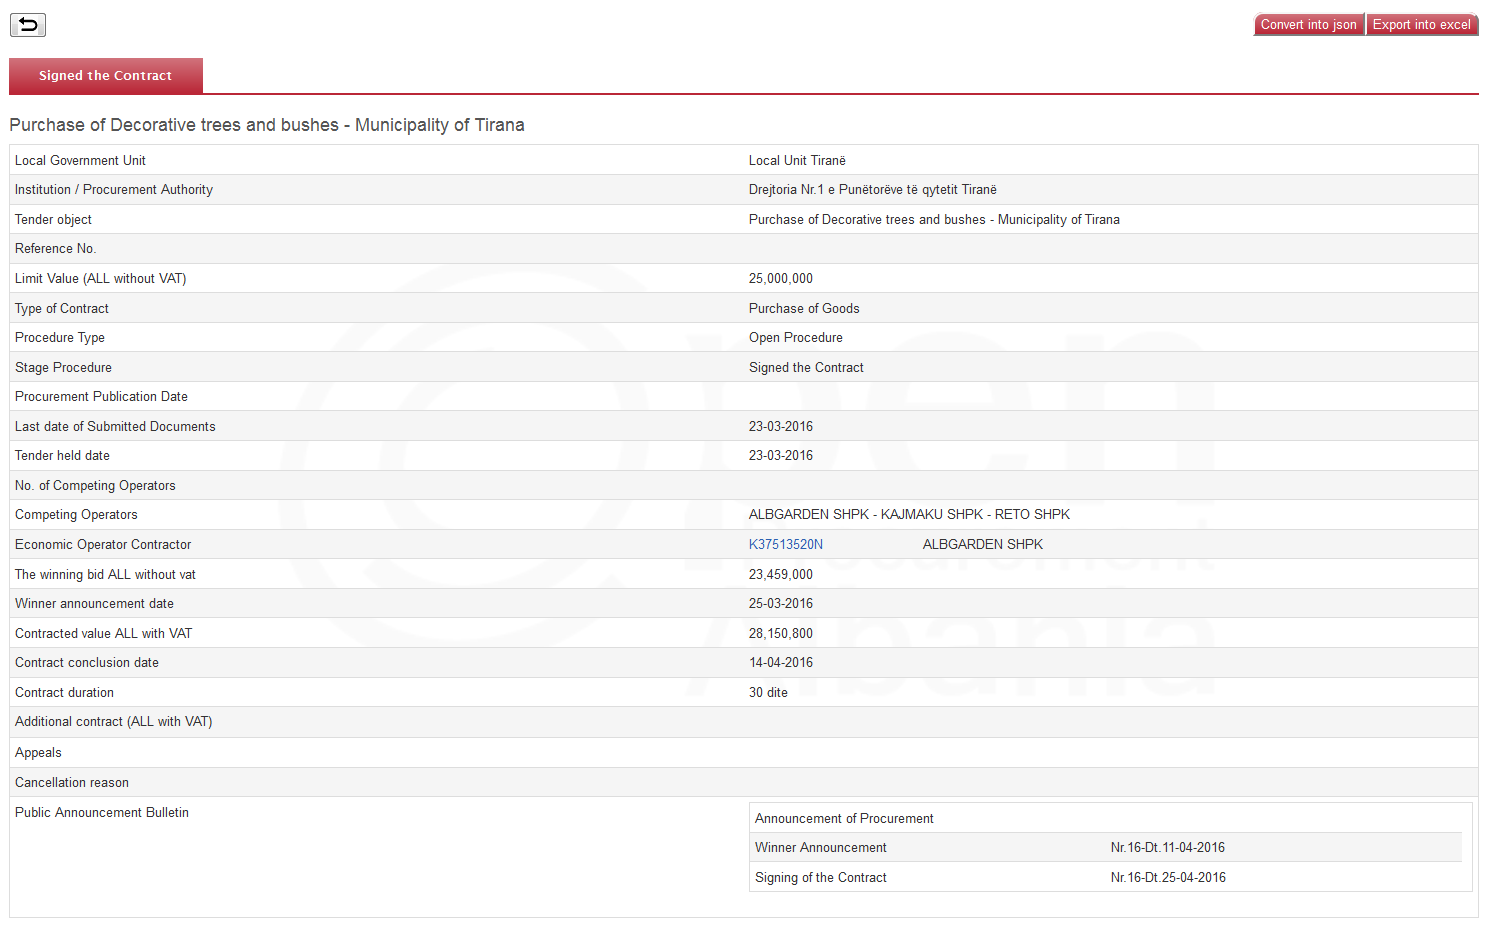 Convert into json Export into excel
Signed the Contract
Purchase of Decorative trees and bushes - Municipality of Tirana
Local Government Unit Local Unit Tiranë
Institution / Procurement Authority Drejtoria Nr.1 e Punëtorëve të qytetit Tiranë
Tender object Purchase of Decorative trees and bushes - Municipality of Tirana
Reference No.
Limit Value (ALL without VAT) 25,000,000
Type of Contract Purchase of Goods
Procedure Type Open Procedure
Stage Procedure Signed the Contract
Procurement Publication Date
Last date of Submitted Documents 23-03-2016
Tender held date 23-03-2016
No. of Competing Operators
Competing Operators ALBGARDEN SHPK - KAJMAKU SHPK - RETO SHPK
Economic Operator Contractor K37513520N ALBGARDEN SHPK
The winning bid ALL without vat 23,459,000
Winner announcement date 25-03-2016
Contracted value ALL with VAT 28,150,800
Contract conclusion date 14-04-2016
Contract duration 30 dite
Additional contract (ALL with VAT)
Appeals
Cancellation reason
Public Announcement Bulletin
Announcement of Procurement
Winner Announcement Nr.16-Dt.11-04-2016
Signing of the Contract Nr.16-Dt.25-04-2016
Open
Procurement
Albania